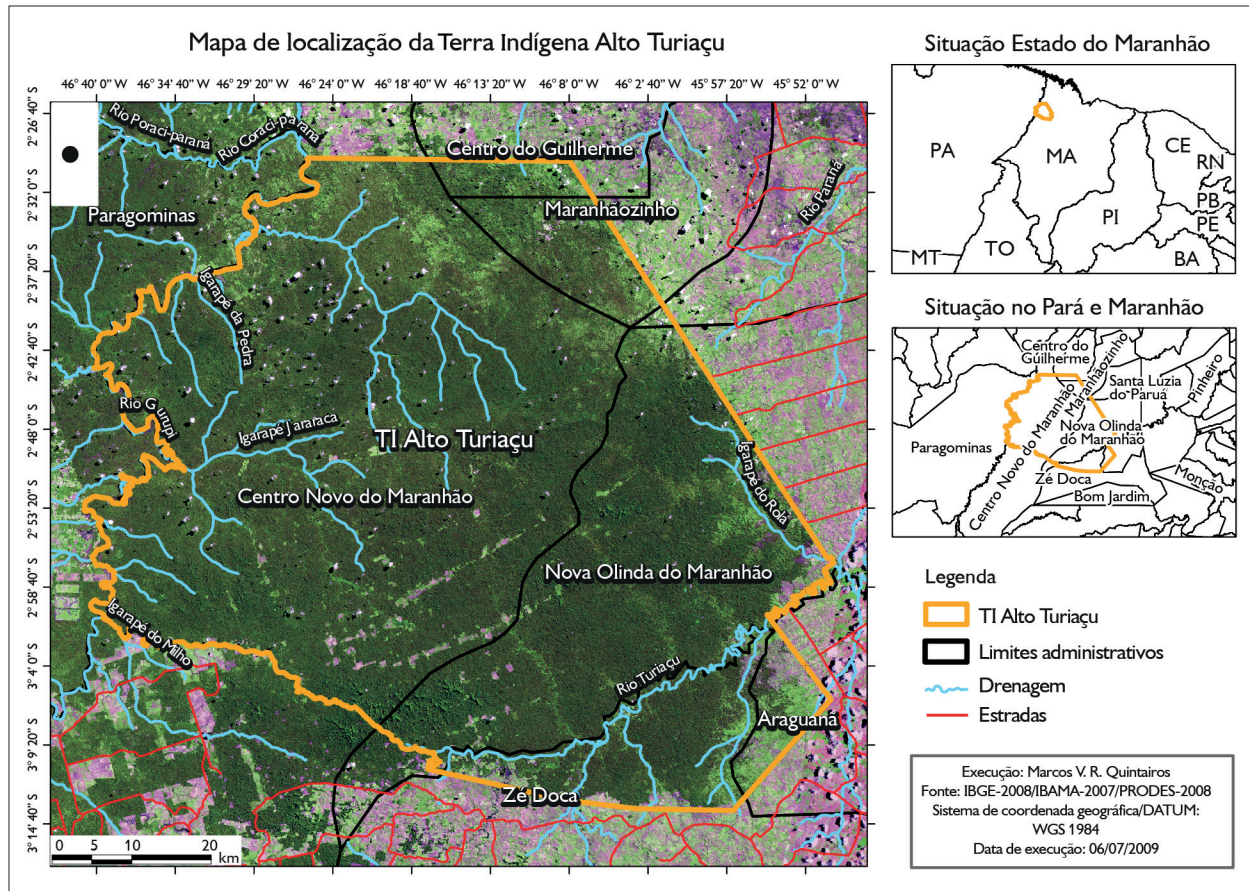 Mapa de localização da Terra Indígena Alto Turiaçu
46° 40' 0" W
46° 34' 40" W
46° 29' 20" W
46° 24' 0" W
46° 18' 40" W
46° 13' 20" W
46° 8' 0" W
46° 2' 40" W
45° 57' 20" W
45° 52' 0" W
2° 26' 40" S
2° 32' 0" S
2° 37' 20" S
2° 42' 40" S
2° 48' 0" S
2° 53' 20" S
2° 58' 40" S
3° 4' 0" S
3° 9' 20" S
3° 14' 40" S
Rio Poraci-paraná
Rio Coraci-paraná
Centro do Guilherme
Paragominas
Maranhãozinho
Rio Paraná
Igarapé da Pedra
Rio Gurupi
Igarapé Jararaca
TI Alto Turiaçu
Centro Novo do Maranhão
Igarapé do Rola
Nova Olinda do Maranhão
Igarapé do Milho
Rio Turiaçu
Araguanã
Zé Doca
0 5 10 20
km
Situação Estado do Maranhão
PA
MA
CE
RN
PB
PE
PI
TO
MT
BA
Situação no Pará e Maranhão
Centro do
Guilherme
Maranhãozinho
Santa Luzia
do Paruá
Pinheiro
Centro Novo do Maranhão
Nova Olinda
do Maranhão
Paragominas
Zé Doca
Monção
Bom Jardim
Legenda
TI Alto Turiaçu
Limites administrativos
Drenagem
Estradas
Execução: Marcos V. R. Quintairos
Fonte: IBGE-2008/IBAMA-2007/PRODES-2008
Sistema de coordenada geográfica/DATUM:
WGS 1984
Data de execução: 06/07/2009